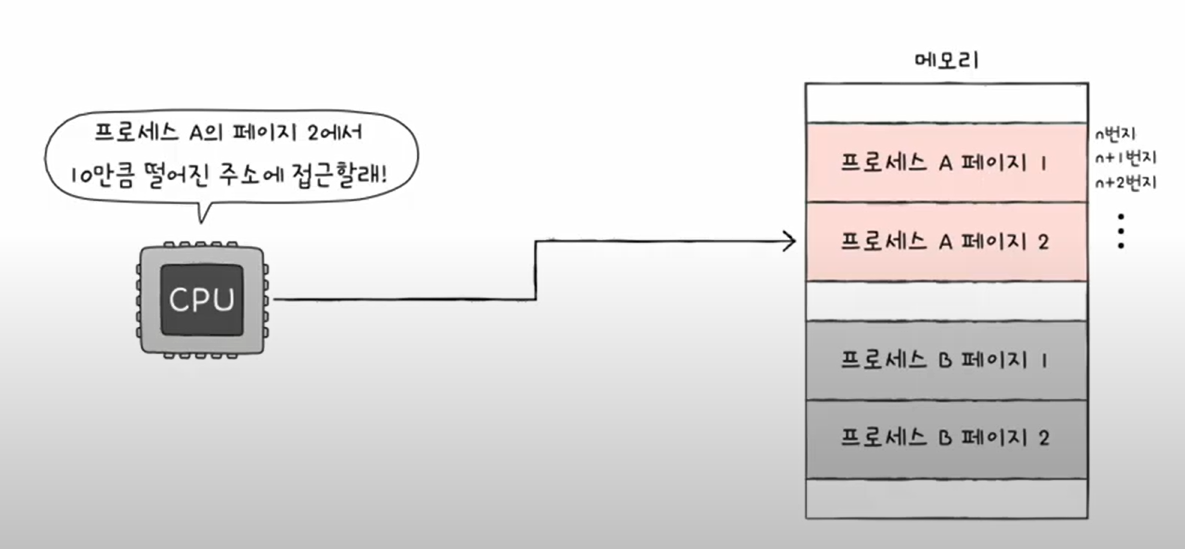 메모리
프로세스 A의 페이지 2에서
10만큼 떨어진 주소에 접근할래!
CPU
프로세스 A 페이지 1
프로세스 A 페이지 2
프로세스 B 페이지 1
프로세스 B 페이지 2
n번지
n+1번지
n+2번지